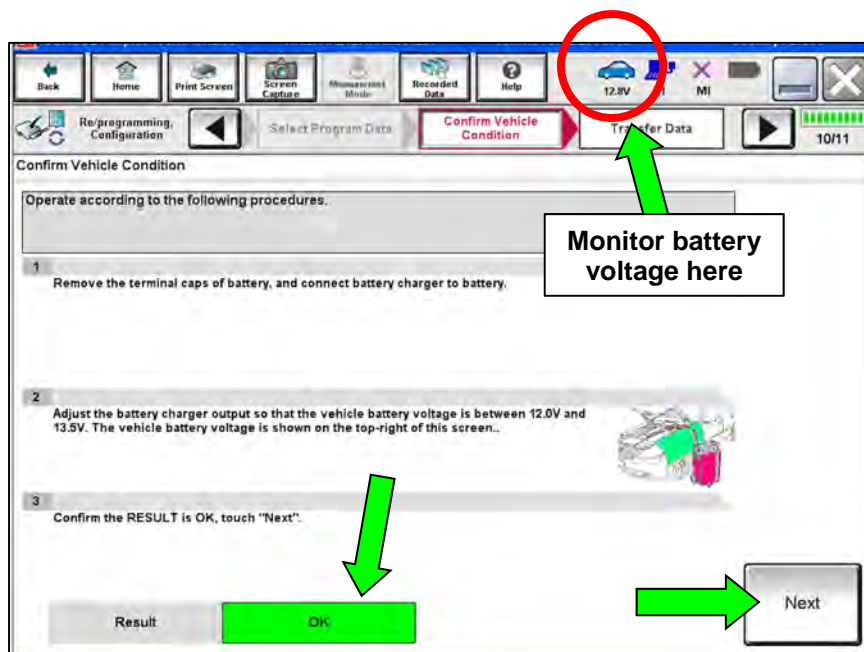 Back
Home
Print Screen
Screen
Capture
Measurement
Mode
Recorded
Data
Help
12.8V
MI
Re/programming,
Configuration
Select Program Data
Confirm Vehicle
Condition
Transfer Data
10/11
Confirm Vehicle Condition
Operate according to the following procedures.
Monitor battery
voltage here
1
Remove the terminal caps of battery, and connect battery charger to battery.
2
Adjust the battery charger output so that the vehicle battery voltage is between 12.0V and
13.5V. The vehicle battery voltage is shown on the top-right of this screen..
3
Confirm the RESULT is OK, touch "Next".
Result
OK
Next